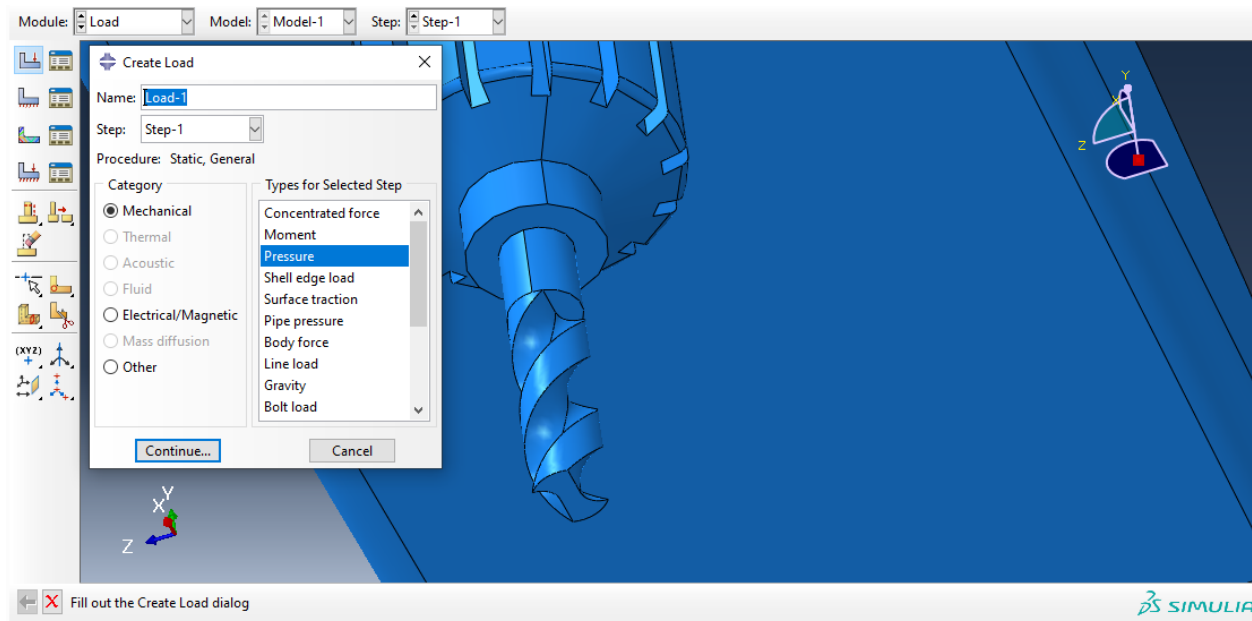 Module: Load Model: Model-1 Step: Step-1
Create Load
Name: Load-1
Step: Step-1
Procedure: Static, General
Category
Mechanical
Thermal
Acoustic
Fluid
Electrical/Magnetic
Mass diffusion
Other
Types for Selected Step
Concentrated force
Moment
Pressure
Shell edge load
Surface traction
Pipe pressure
Body force
Line load
Gravity
Bolt load
Continue... Cancel
(XYZ)
Y
X
Z
Y
X
Z
Fill out the Create Load dialog
SIMULIA